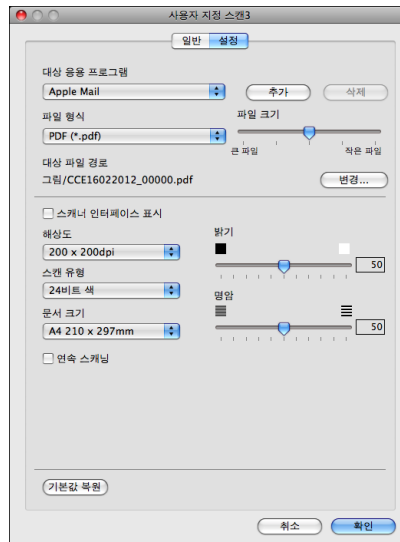 사용자 지정 스캔3
일반 설정
대상 응용 프로그램
Apple Mail 추가 삭제
파일 형식 파일 크기
PDF (*.pdf)
큰 파일 작은 파일
대상 파일 경로
그림/CCE16022012_00000.pdf 변경...
스캐너 인터페이스 표시
해상도 밝기
200 x 200dpi
50
스캔 유형
24비트 색 명암
문서 크기
A4 210 x 297mm 50
연속 스캐닝
기본값 복원
취소 확인